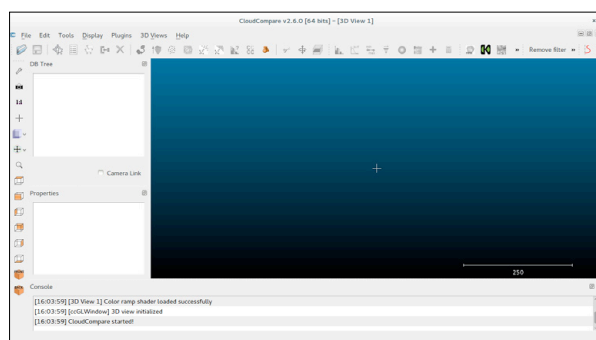 CloudCompare v2.6.0 [64 bits] - [3D View 1]
File Edit Tools Display Plugins 3D Views Help
Remove filter
DB Tree
1:1
Camera Link
Properties
250
Console
[16:03:59] [3D View 1] Color ramp shader loaded successfully
[16:03:59] [ccGLWindow] 3D view initialized
[16:03:59] CloudCompare started!